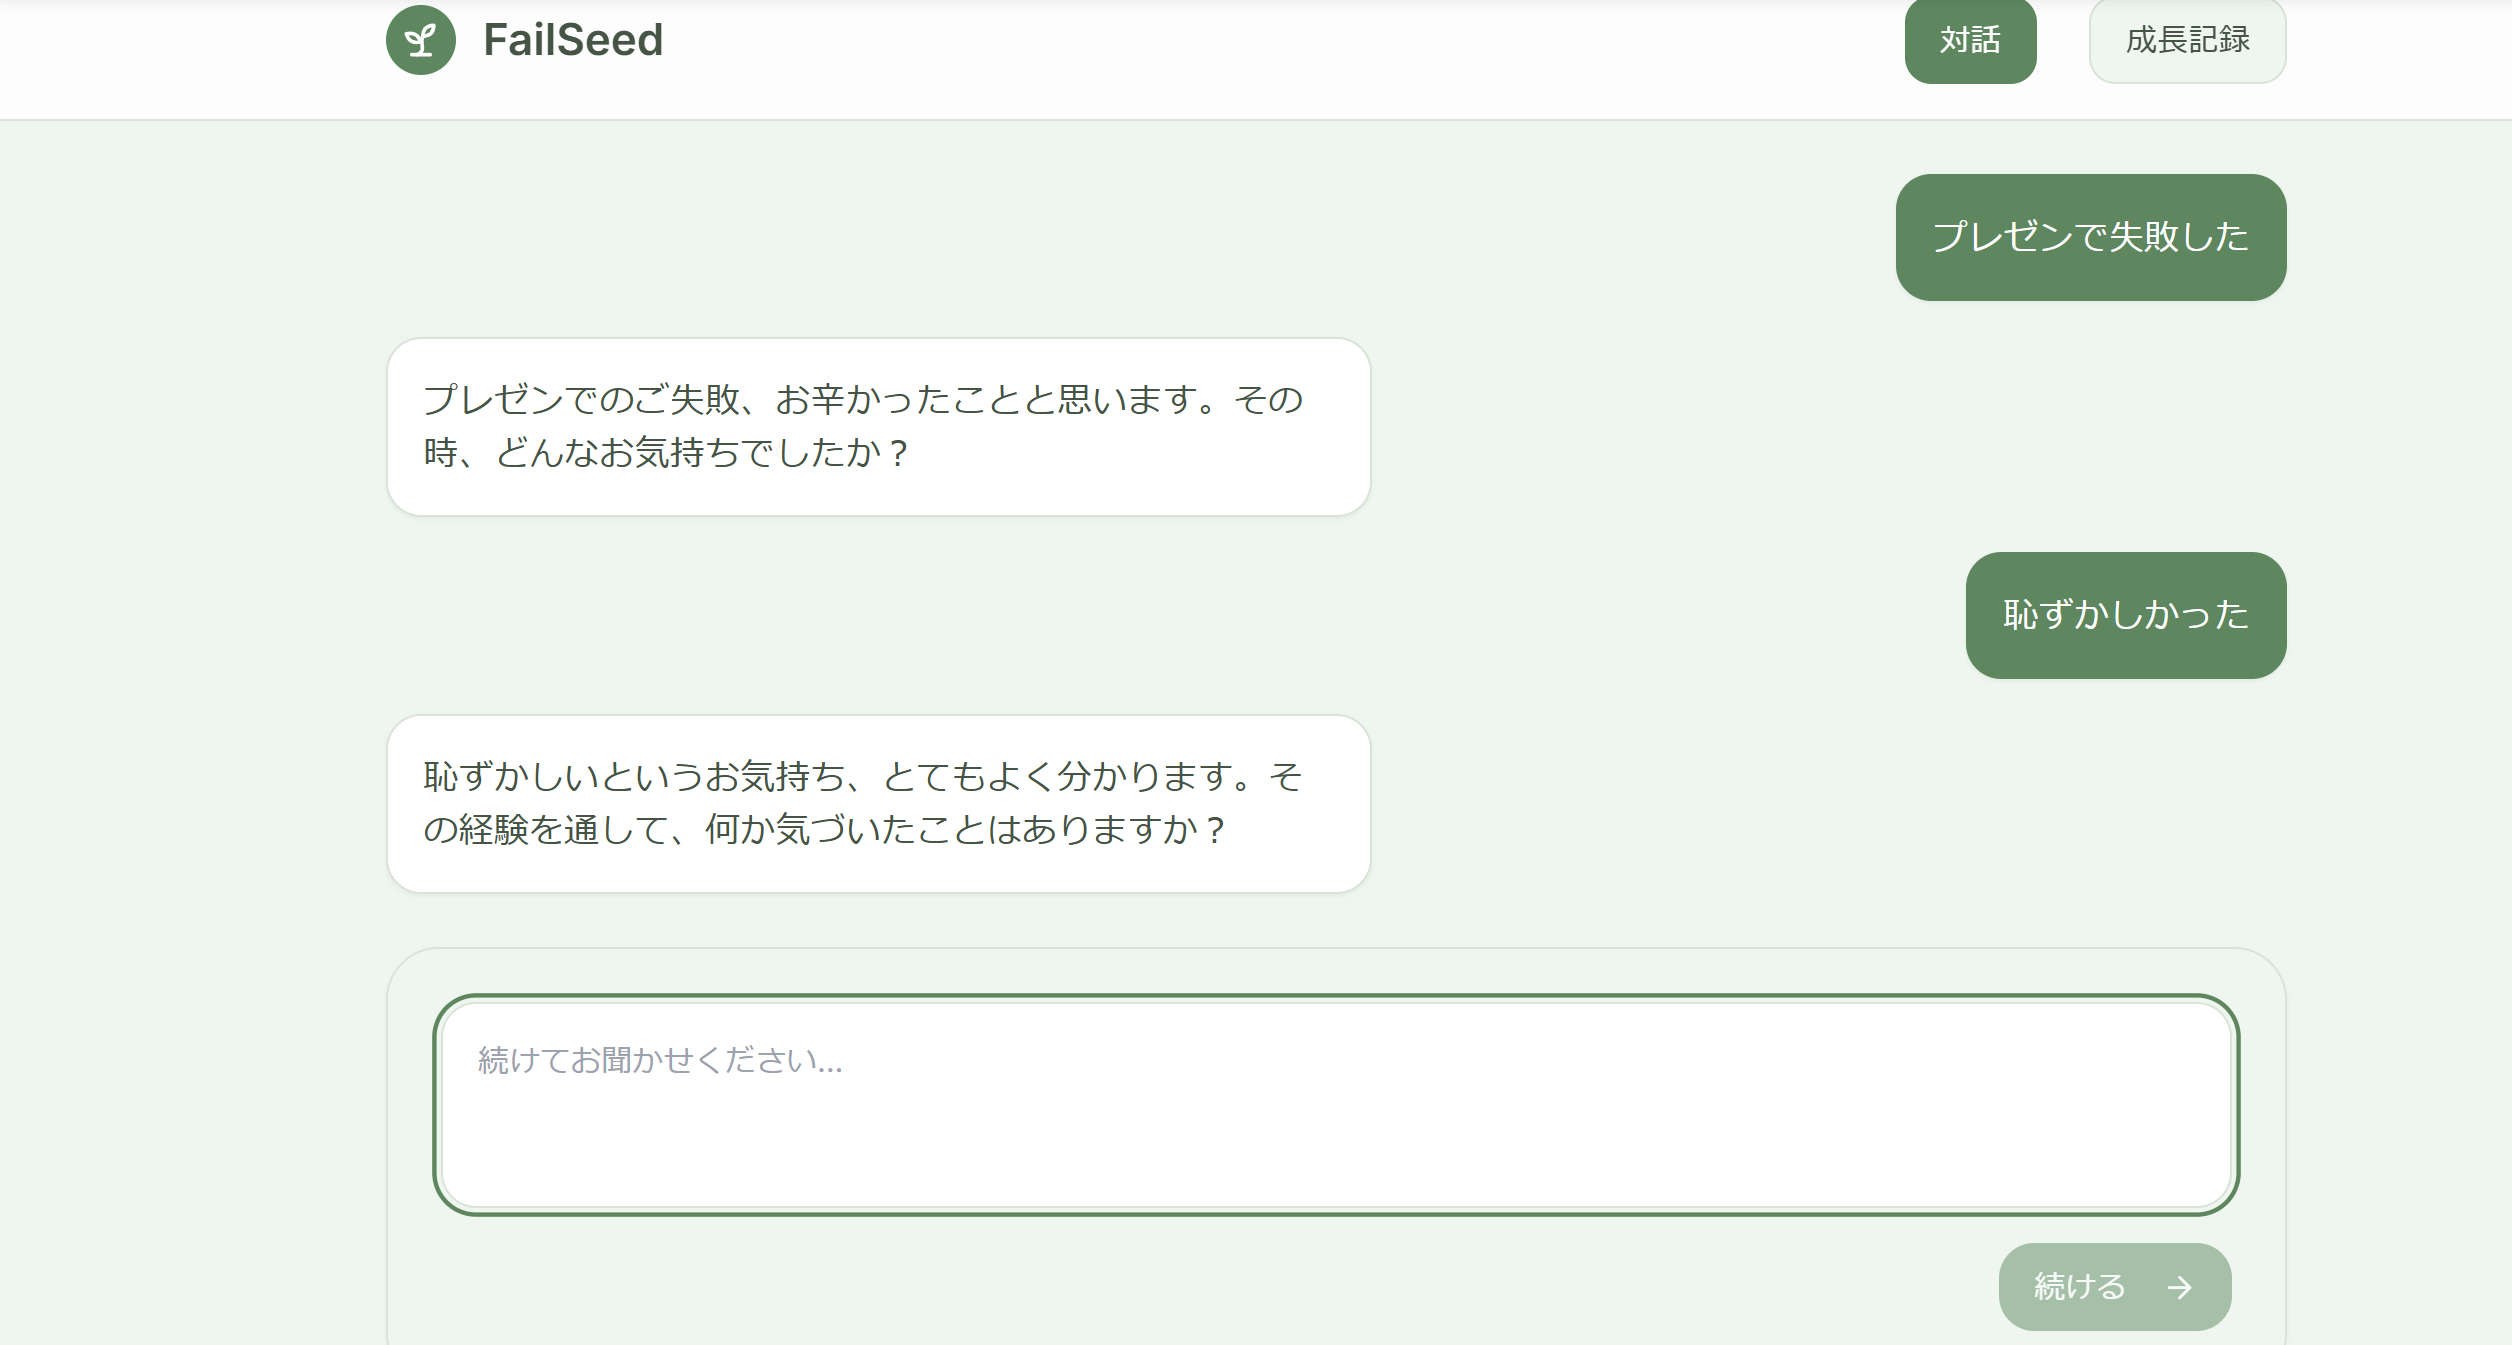 FailSeed
対話
成長記録
プレゼンで失敗した
プレゼンでのご失敗、お辛かったことと思います。その
時、どんなお気持ちでしたか？
恥ずかしかった
恥ずかしいというお気持ち、とてもよく分かります。そ
の経験を通して、何か気づいたことはありますか？
続けてお聞かせください...
続ける →